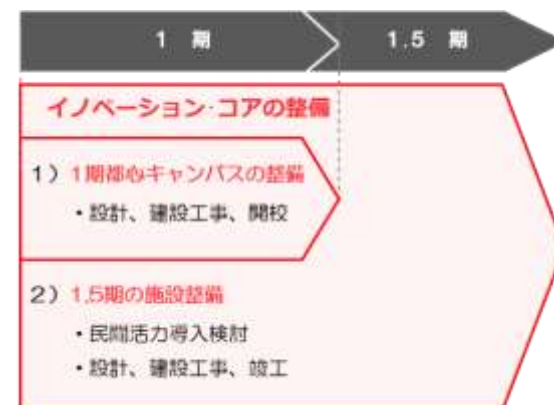 1 期
1.5 期
イノベーション·コアの整備
1）1期都心キャンパスの整備
・設計、建設工事、開校
2）1.5期の施設整備
・民間活力導入検討
・設計、建設工事、竣工